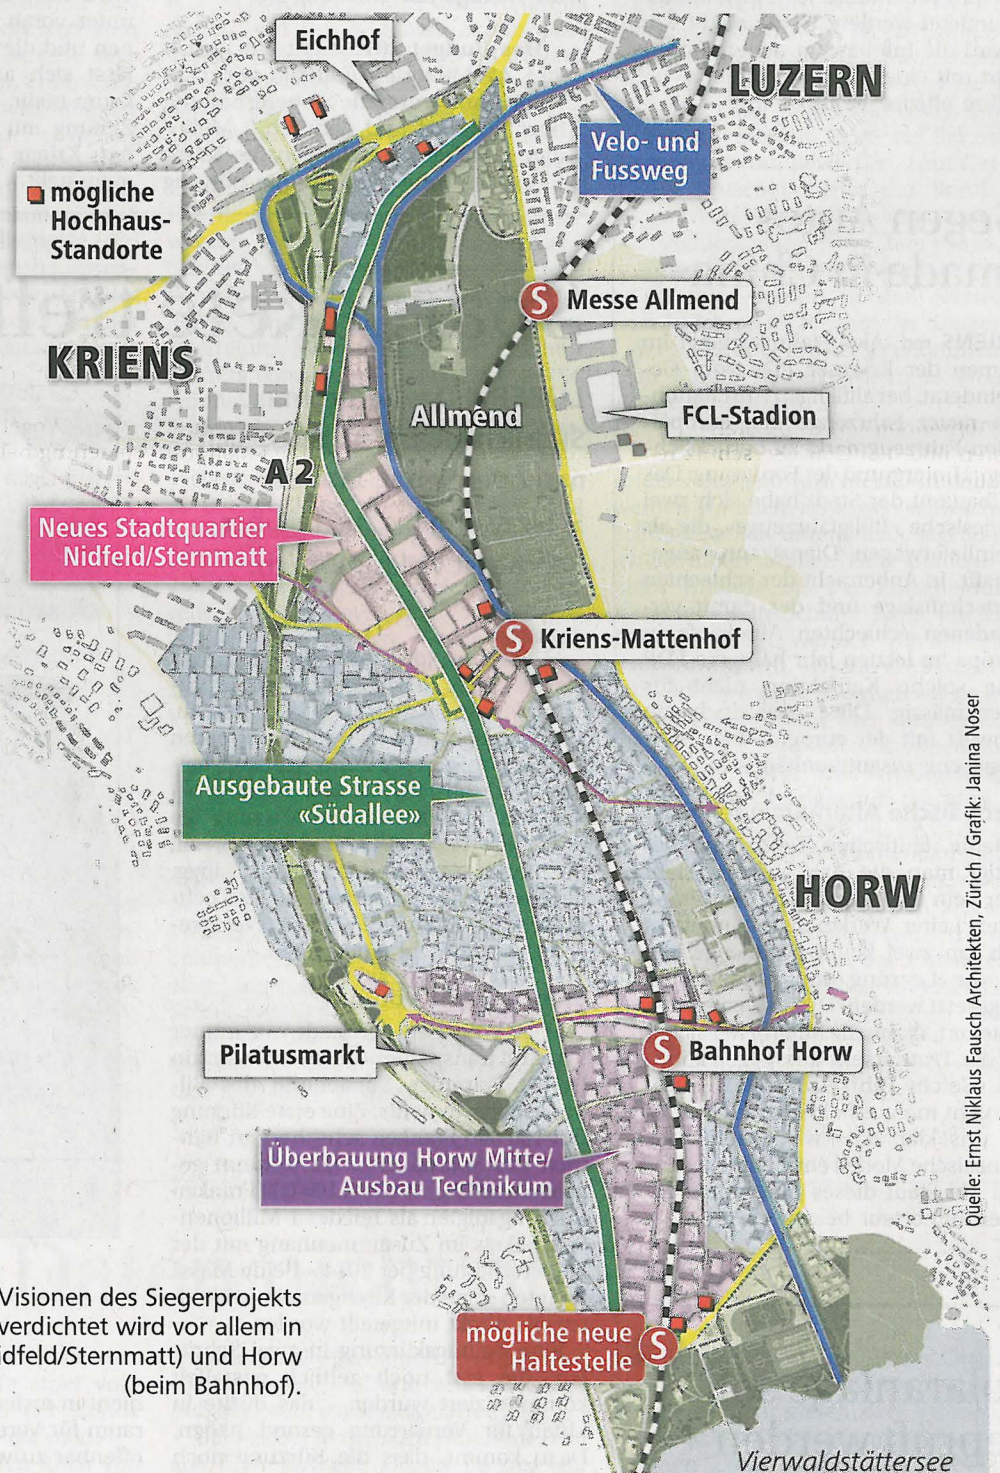 Eichhof
LUZERN
Velo- und
Fussweg
mögliche
Hochhaus-
Standorte
S Messe Allmend
KRIENS
Allmend
FCL-Stadion
A 2
Neues Stadtquartier
Nidfeld/Sternmatt
S Kriens-Mattenhof
Ausgebaute Strasse
«Südallee»
HORW
Quelle: Ernst Niklaus Fausch Architekten, Zürich / Grafik: Janina Noser
Pilatusmarkt
S Bahnhof Horw
Überbauung Horw Mitte/
Ausbau Technikum
Visionen des Siegerprojekts
verdichtet wird vor allem in
idfeld/Sternmatt) und Horw
(beim Bahnhof).
mögliche neue
Haltestelle S
Vierwaldstättersee